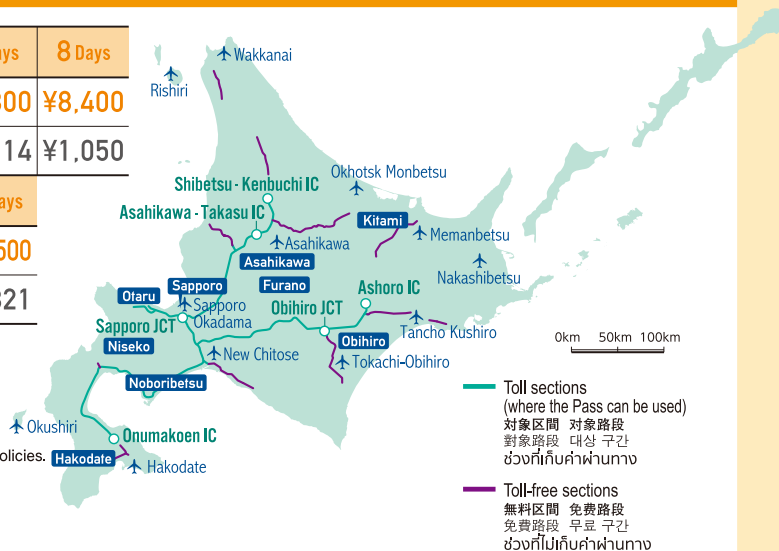 ays 8 Days
300 ¥8,400
14 ¥1,050
ays
500
321
olicies.
Wakkanai
Rishiri
Okhotsk Monbetsu
Shibetsu - Kenbuchi IC
Asahikawa - Takasu IC
Kitami
Memanbetsu
Asahikawa
Asahikawa
Nakashibetsu
Sapporo
Furano
Ashoro IC
Otaru
Sapporo
Okadama
Obihiro JCT
Sapporo JCT
Tancho Kushiro
Niseko
Obihiro
New Chitose
Tokachi-Obihiro
Noboribetsu
Okushiri
Onumakoen IC
Hakodate
Hakodate
0km 50km 100km
Toll sections
(where the Pass can be used)
対象区間 对象路段
對象路段 대상 구간
ช่วงที่เก็บค่าผ่านทาง
Toll-free sections
無料区間 免费路段
免費路段 무료 구간
ช่วงที่ไม่เก็บค่าผ่านทาง